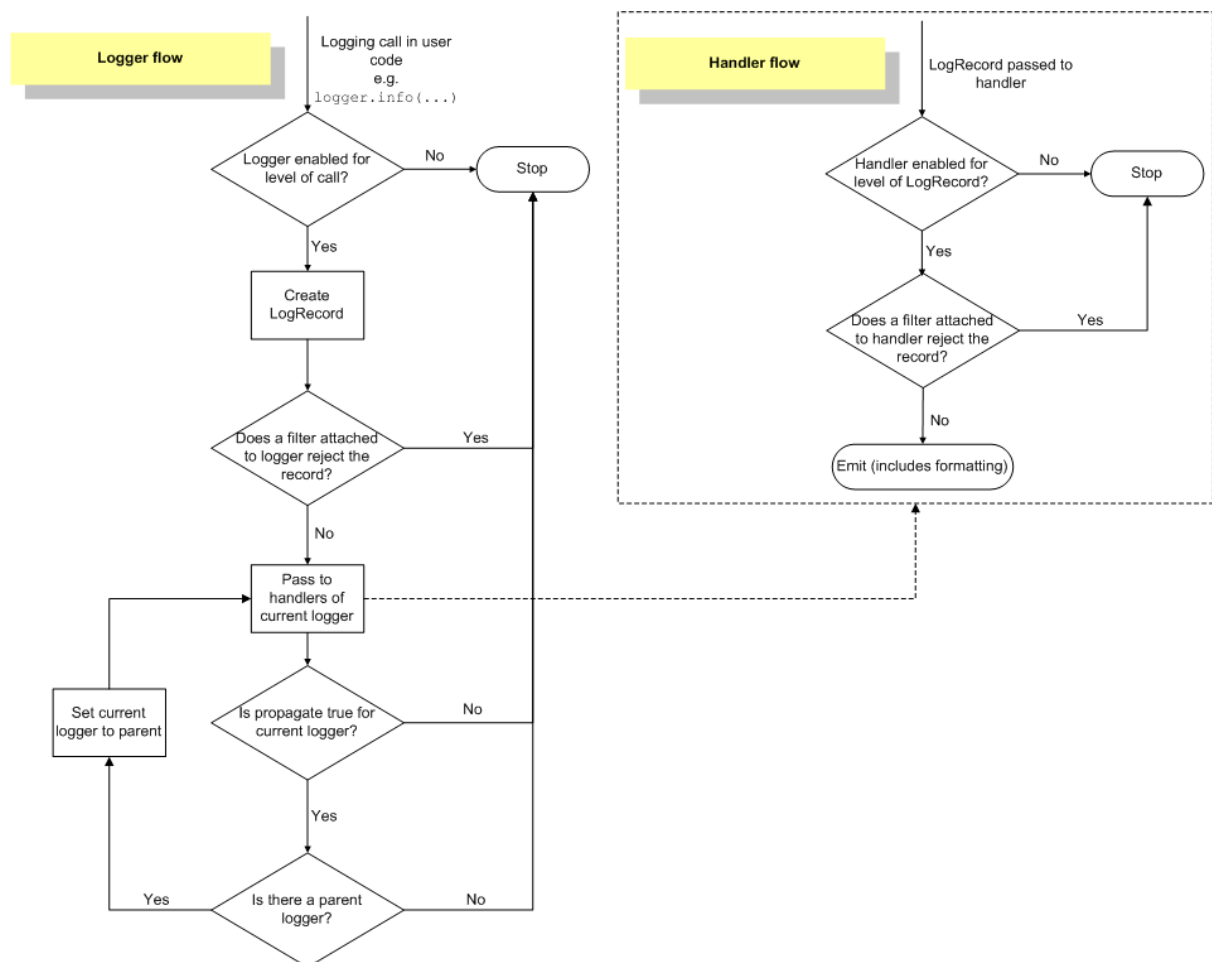 Logger flow
Logging call in user
code
e.g.
logger.info(...)
Logger enabled for
level of call?
No
Stop
Yes
Create
LogRecord
Does a filter attached
to logger reject the
record?
Yes
No
Pass to
handlers of
current logger
Is propagate true for
current logger?
No
Set current
logger to parent
Yes
Is there a parent
logger?
Yes
No
Handler flow
LogRecord passed to
handler
Handler enabled for
level of LogRecord?
No
Stop
Yes
Does a filter attached
to handler reject the
record?
Yes
No
Emit (includes formatting)